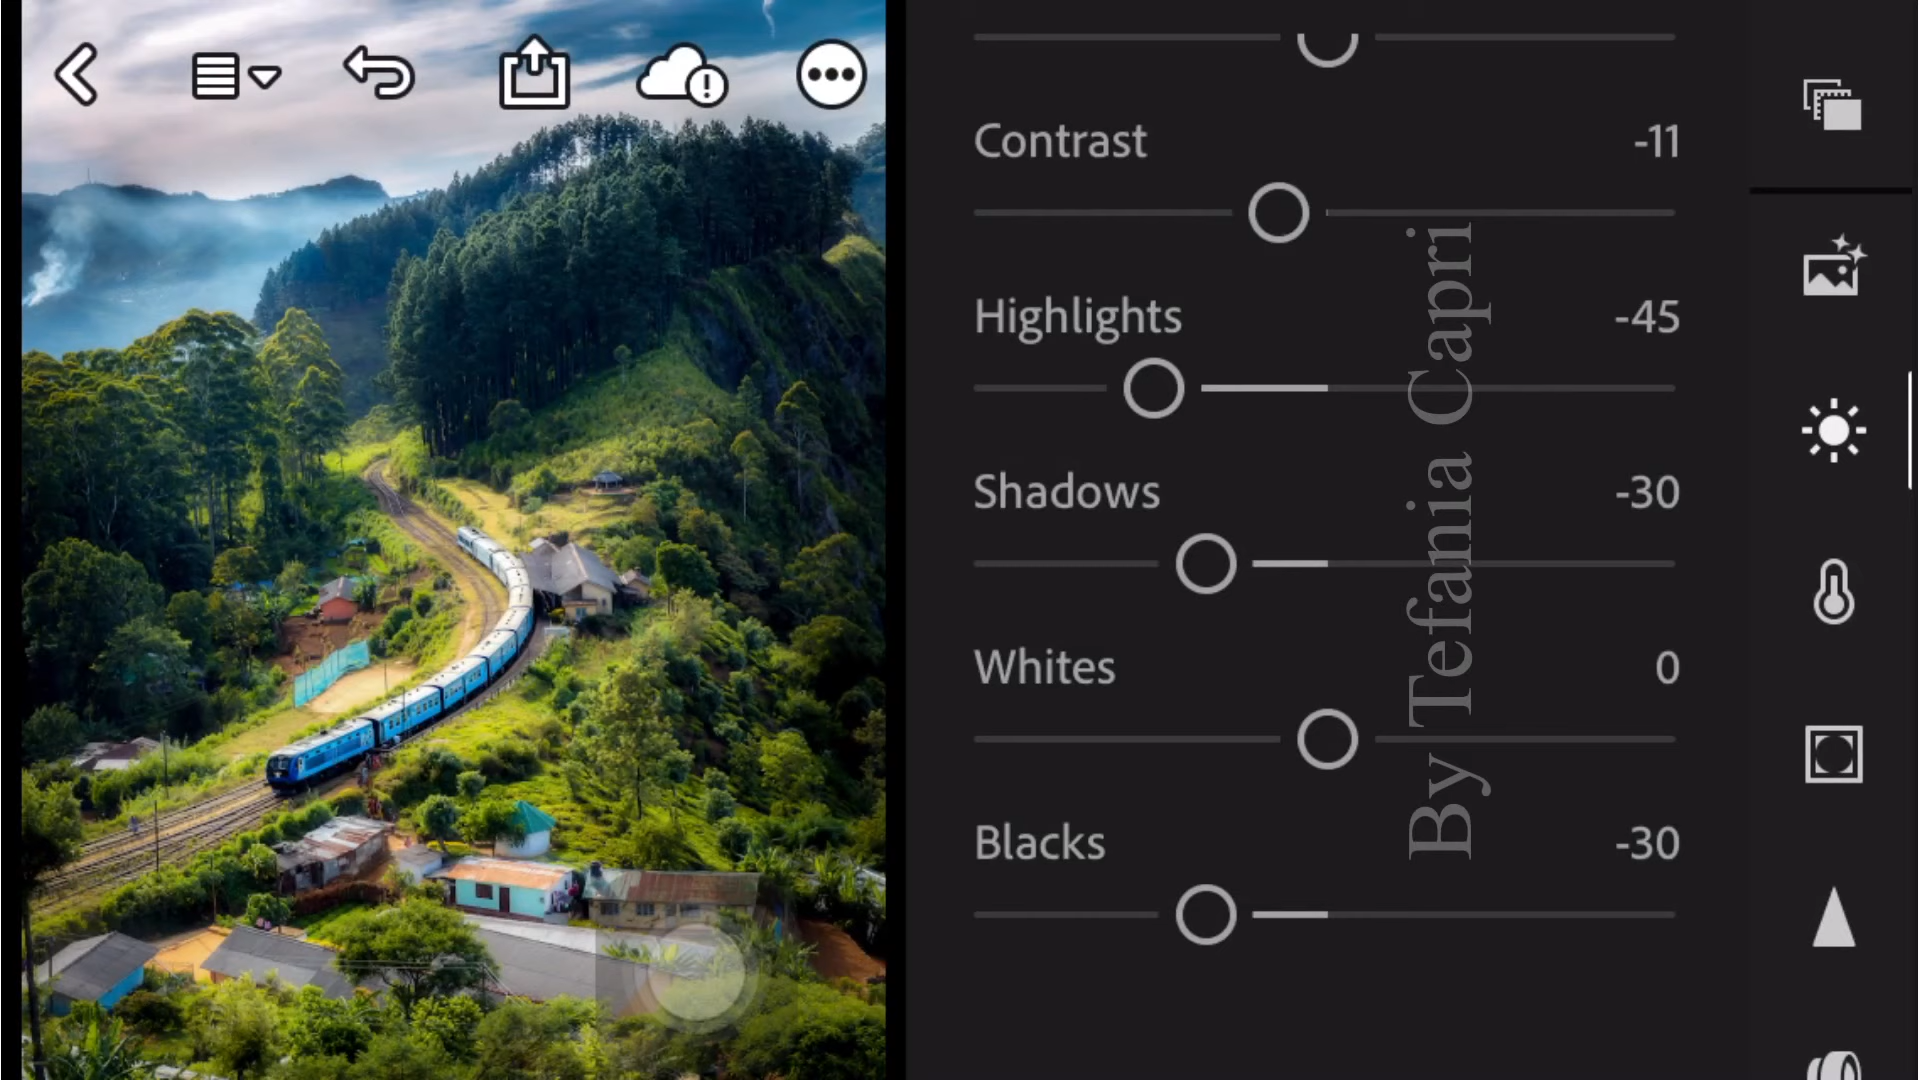 Contrast -11
Highlights -45
Shadows -30
Whites 0
Blacks -30
By Tefania Capri